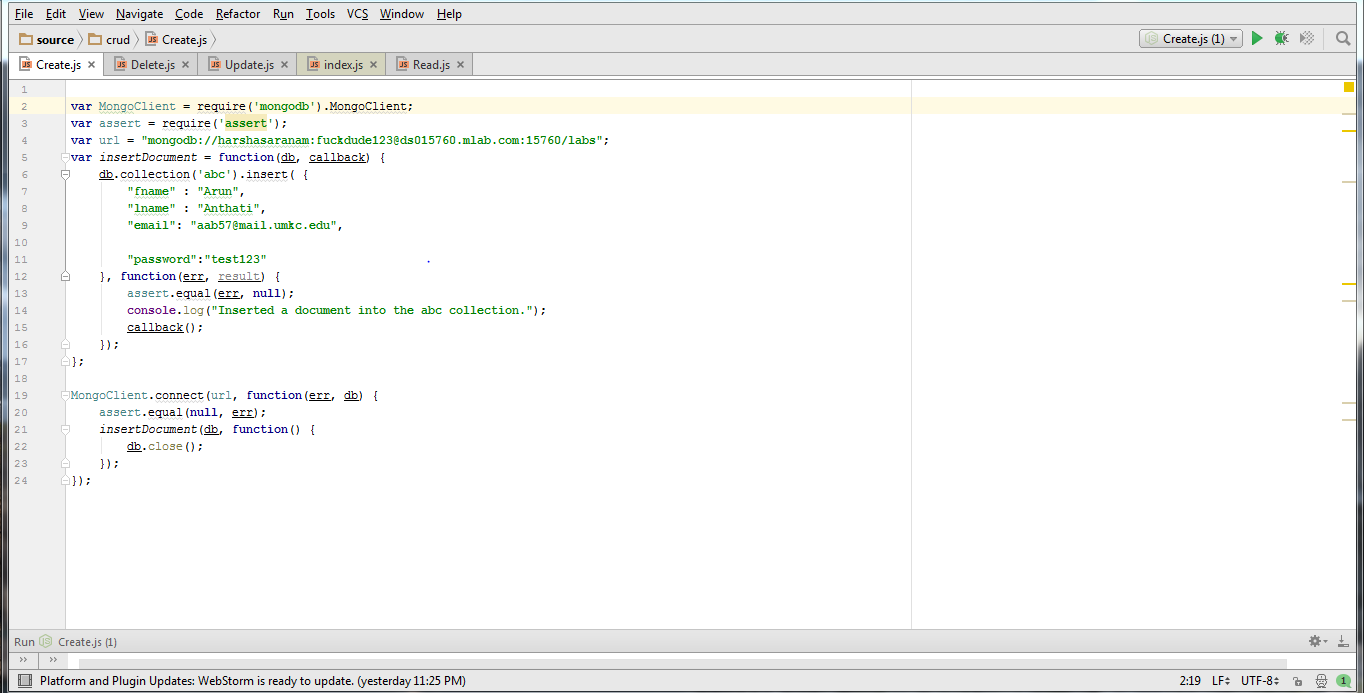 File Edit View Navigate Code Refactor Run Tools VCS Window Help
source crud Create.js Create.js (1)
Create.js Delete.js Update.js index.js Read.js
1
2 var MongoClient = require('mongodb').MongoClient;
3 var assert = require('assert');
4 var url = "mongodb://harshasaranam:fuckdude123@ds015760.mlab.com:15760/labs";
5 var insertDocument = function(db, callback) {
6 db.collection('abc').insert( {
7 "fname" : "Arun",
8 "lname" : "Anthati",
9 "email": "aab57@mail.umkc.edu",
10
11 "password":"test123"
12 }, function(err, result) {
13 assert.equal(err, null);
14 console.log("Inserted a document into the abc collection.");
15 callback();
16 });
17 };
18
19 MongoClient.connect(url, function(err, db) {
20 assert.equal(null, err);
21 insertDocument(db, function() {
22 db.close();
23 });
24 });
Run Create.js (1)
Platform and Plugin Updates: WebStorm is ready to update. (yesterday 11:25 PM) 2:19 LF UTF-8 1